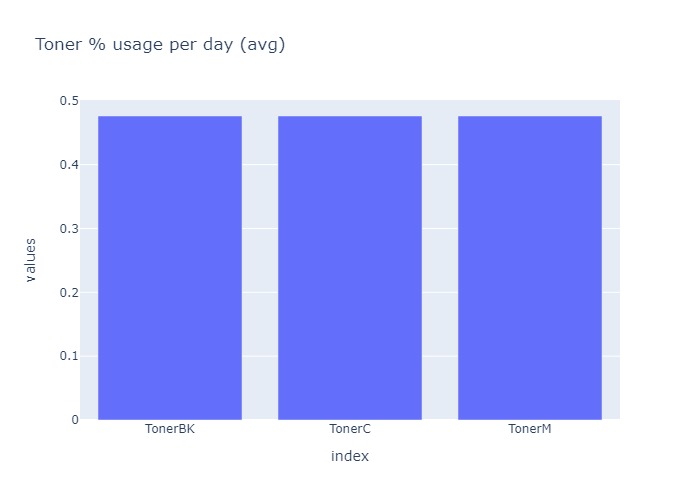 Toner % usage per day (avg)
0.5
0.4
0.3
0.2
0.1
0
values
TonerBK
TonerC
TonerM
index